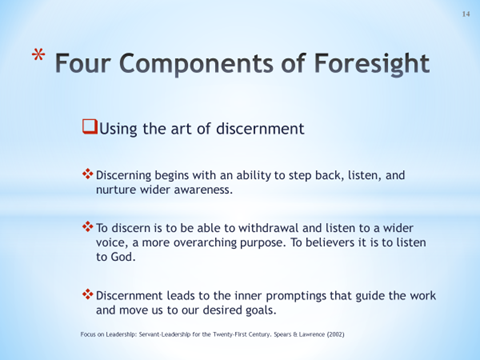 14
* Four Components of Foresight
❑Using the art of discernment
❖Discerning begins with an ability to step back, listen, and
nurture wider awareness.
❖To discern is to be able to withdrawal and listen to a wider
voice, a more overarching purpose. To believers it is to listen
to God.
❖Discernment leads to the inner promptings that guide the work
and move us to our desired goals.
Focus on Leadership: Servant-Leadership for the Twenty-First Century. Spears & Lawrence (2002)